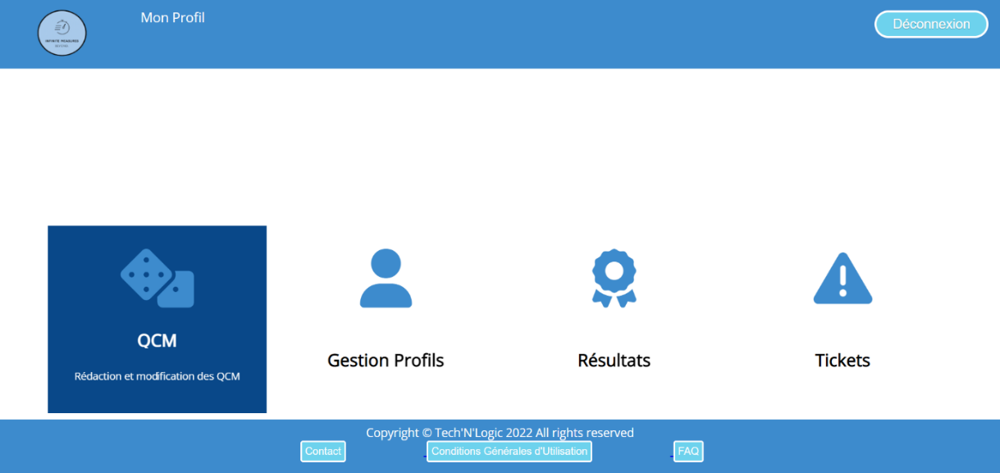 Mon Profil
Déconnexion
INFINITE MEASURES
QCM
Rédaction et modification des QCM
Gestion Profils
Résultats
Tickets
Copyright © Tech'N'Logic 2022 All rights reserved
Contact
Conditions Générales d'Utilisation
FAQ